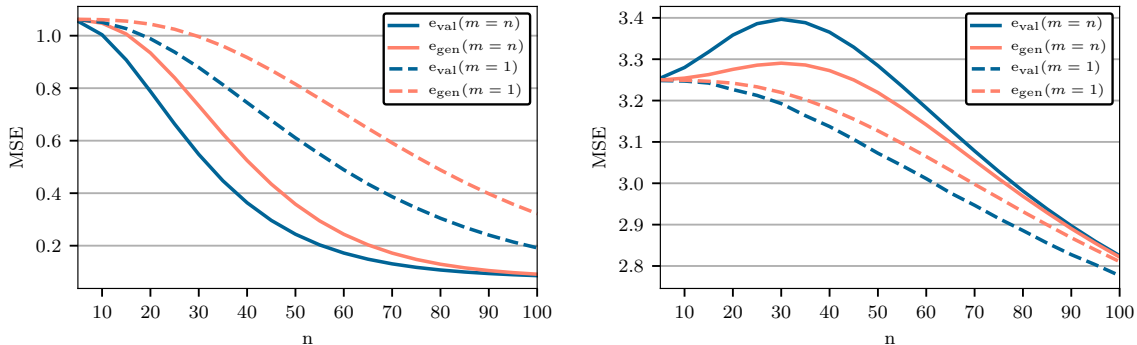 MSE
1.0
0.8
0.6
0.4
0.2
10 20 30 40 50 60 70 80 90 100
n
e_val(m = n)
e_gen(m = n)
e_val(m = 1)
e_gen(m = 1)
MSE
3.4
3.3
3.2
3.1
3.0
2.9
2.8
10 20 30 40 50 60 70 80 90 100
n
e_val(m = n)
e_gen(m = n)
e_val(m = 1)
e_gen(m = 1)